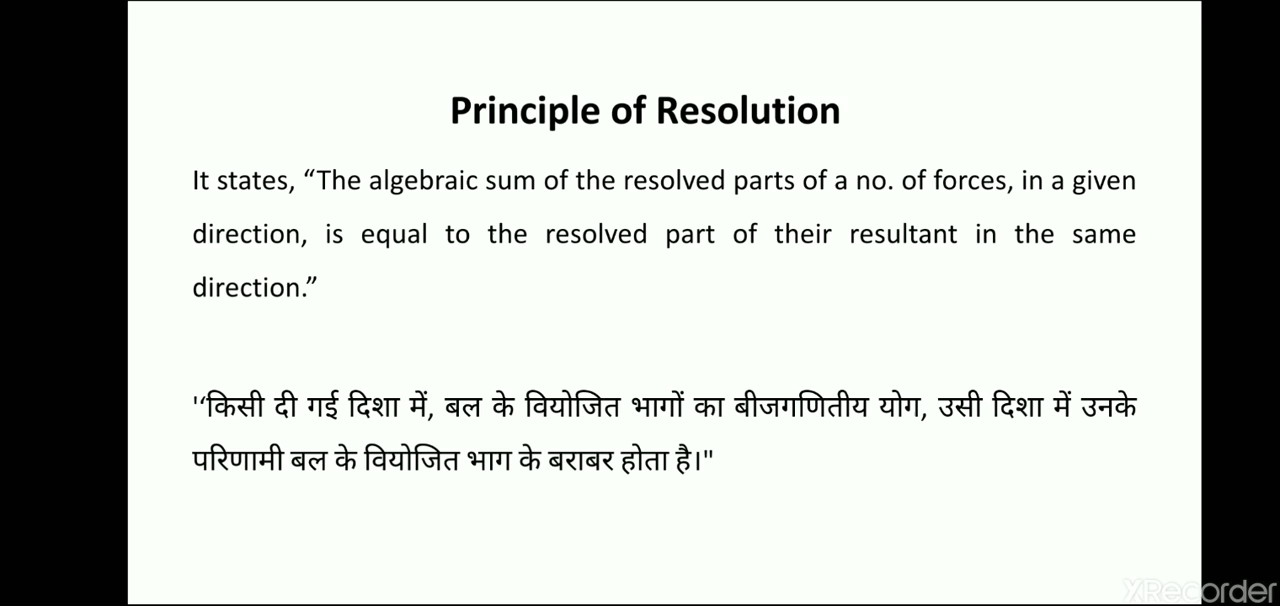 Principle of Resolution
It states, “The algebraic sum of the resolved parts of a no. of forces, in a given
direction, is equal to the resolved part of their resultant in the same
direction.”
'“किसी दी गई दिशा में, बल के वियोजित भागों का बीजगणितीय योग, उसी दिशा में उनके
परिणामी बल के वियोजित भाग के बराबर होता है।"
XRecorder